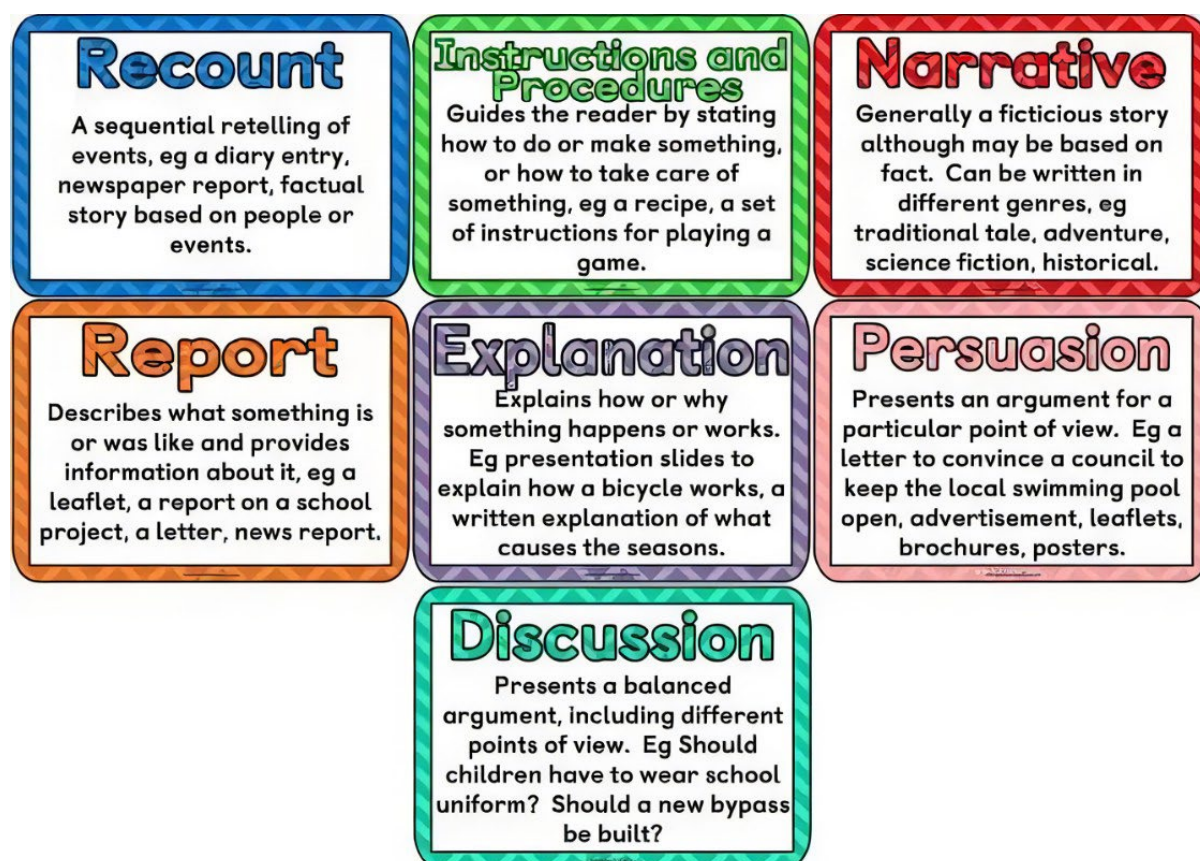 Recount
A sequential retelling of
events, eg a diary entry,
newspaper report, factual
story based on people or
events.
Instructions and
Procedures
Guides the reader by stating
how to do or make something,
or how to take care of
something, eg a recipe, a set
of instructions for playing a
game.
Narrative
Generally a ficticious story
although may be based on
fact. Can be written in
different genres, eg
traditional tale, adventure,
science fiction, historical.
Report
Describes what something is
or was like and provides
information about it, eg a
leaflet, a report on a school
project, a letter, news report.
Explanation
Explains how or why
something happens or works.
Eg presentation slides to
explain how a bicycle works, a
written explanation of what
causes the seasons.
Persuasion
Presents an argument for a
particular point of view. Eg a
letter to convince a council to
keep the local swimming pool
open, advertisement, leaflets,
brochures, posters.
Discussion
Presents a balanced
argument, including different
points of view. Eg Should
children have to wear school
uniform? Should a new bypass
be built?